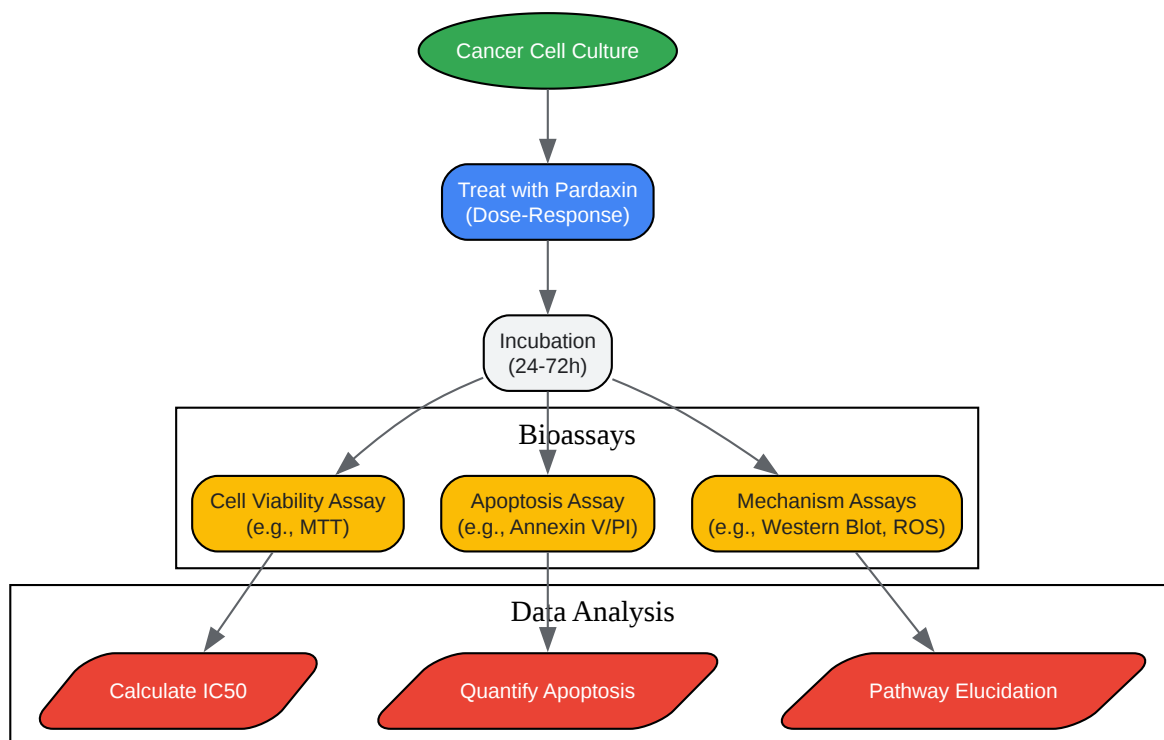 Cancer Cell Culture
Treat with Pardaxin
(Dose-Response)
Incubation
(24-72h)
Bioassays
Cell Viability Assay
(e.g., MTT)
Apoptosis Assay
(e.g., Annexin V/PI)
Mechanism Assays
(e.g., Western Blot, ROS)
Data Analysis
Calculate IC50
Quantify Apoptosis
Pathway Elucidation